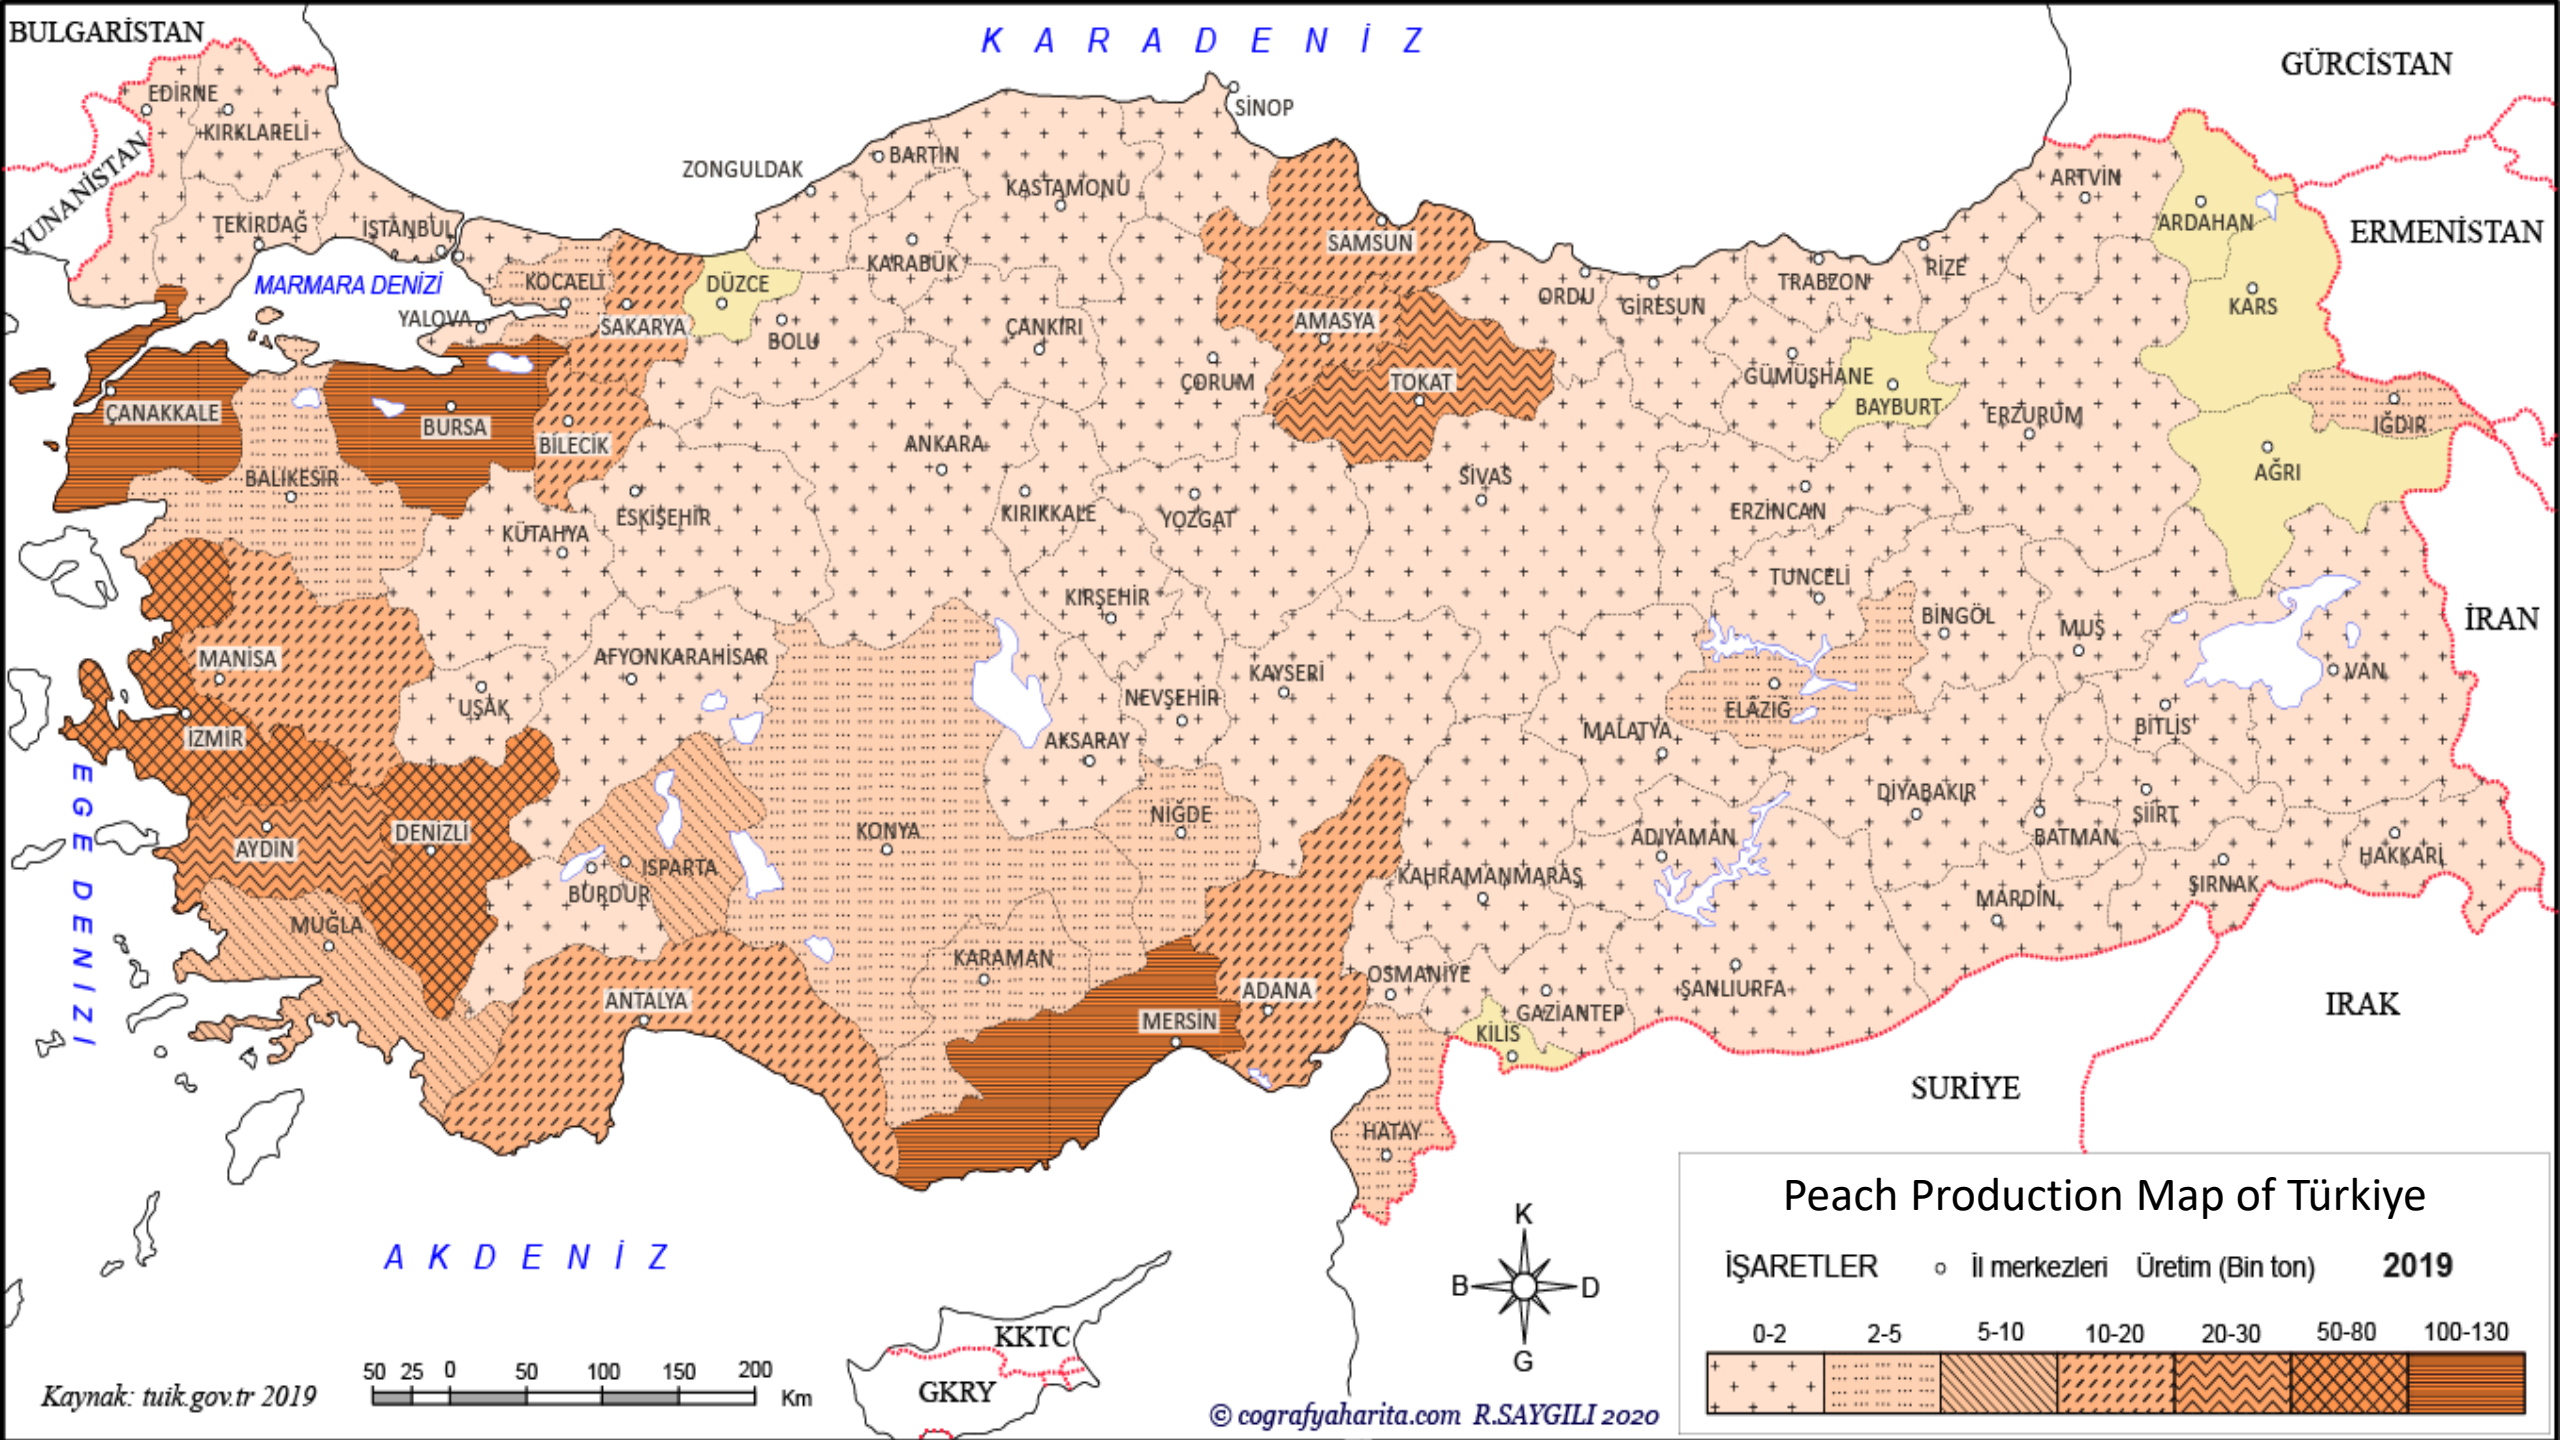 BULGARİSTAN
K A R A D E N İ Z
GÜRCİSTAN
EDİRNE
KIRKLARELİ
SİNOP
YUNANİSTAN
ZONGULDAK
BARTIN
KASTAMONU
ARTVİN
TEKİRDAĞ
İSTANBUL
SAMSUN
ARDAHAN
ERMENİSTAN
MARMARA DENİZİ
KOCAELİ
DÜZCE
KARABÜK
ORDU
GİRESUN
TRABZON
RİZE
KARS
YALOVA
SAKARYA
BOLU
ÇANKIRI
AMASYA
ÇORUM
TOKAT
GÜMÜŞHANE
BAYBURT
ERZURUM
IĞDIR
ÇANAKKALE
BURSA
BİLECİK
ANKARA
AĞRI
BALIKESİR
KÜTAHYA
ESKİŞEHİR
KIRIKKALE
YOZGAT
SİVAS
ERZİNCAN
TUNCELİ
BİNGÖL
MUŞ
İRAN
KIRŞEHİR
MANİSA
AFYONKARAHİSAR
UŞAK
NEVŞEHİR
KAYSERİ
ELAZIĞ
MALATYA
BİTLİS
VAN
İZMİR
AKSARAY
E G E D E N İ Z İ
AYDIN
DENİZLİ
KONYA
NİĞDE
DİYABAKIR
SİİRT
BATMAN
ADIYAMAN
HAKKARİ
ISPARTA
BURDUR
KAHRAMANMARAŞ
MARDİN
ŞIRNAK
MUĞLA
KARAMAN
OSMANİYE
ŞANLIURFA
ANTALYA
ADANA
MERSİN
GAZİANTEP
KİLİS
IRAK
SURİYE
HATAY
A K D E N İ Z
KKTC
GKRY
K
B
D
G
Peach Production Map of Türkiye
İŞARETLER İl merkezleri Üretim (Bin ton) 2019
0-2 2-5 5-10 10-20 20-30 50-80 100-130
50 25 0 50 100 150 200
Km
Kaynak: tuik.gov.tr 2019
© cografyaharita.com R.SAYGILI 2020